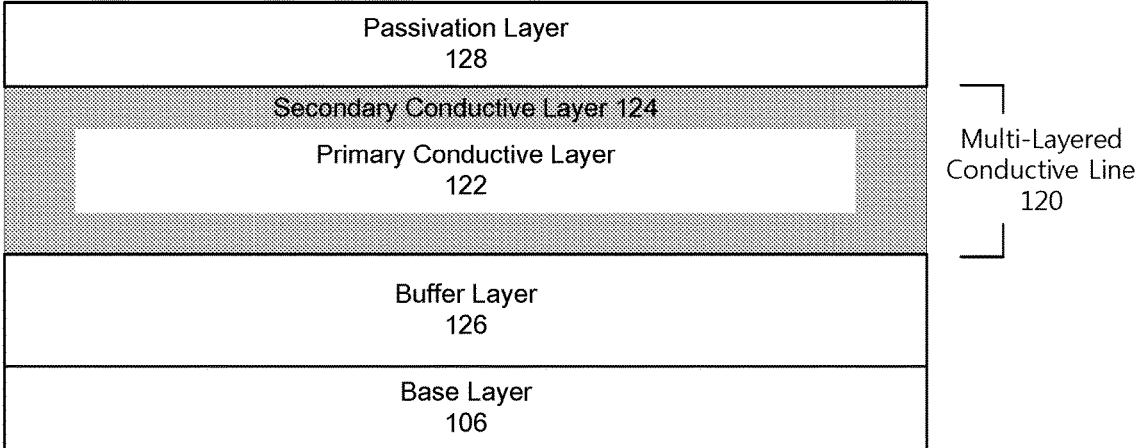 Passivation Layer
128
Secondary Conductive Layer 124
Primary Conductive Layer
122
Multi-Layered
Conductive Line
120
Buffer Layer
126
Base Layer
106